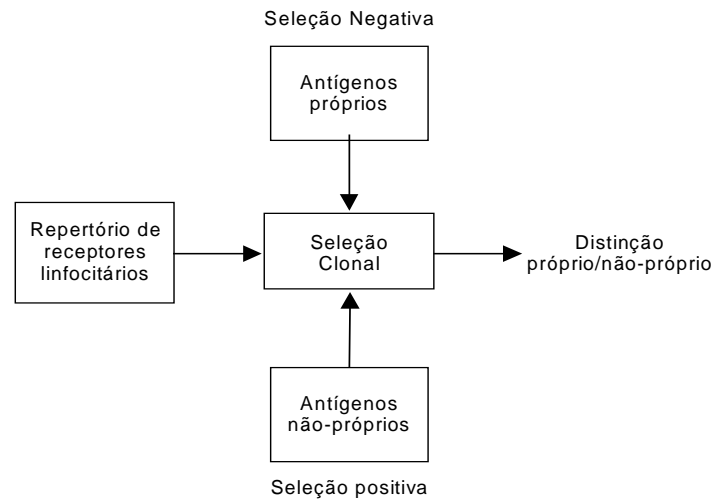 Seleção Negativa
Antígenos
próprios
Repertório de
receptores
linfocitários
Seleção
Clonal
Distinção
próprio/não-próprio
Antígenos
não-próprios
Seleção positiva